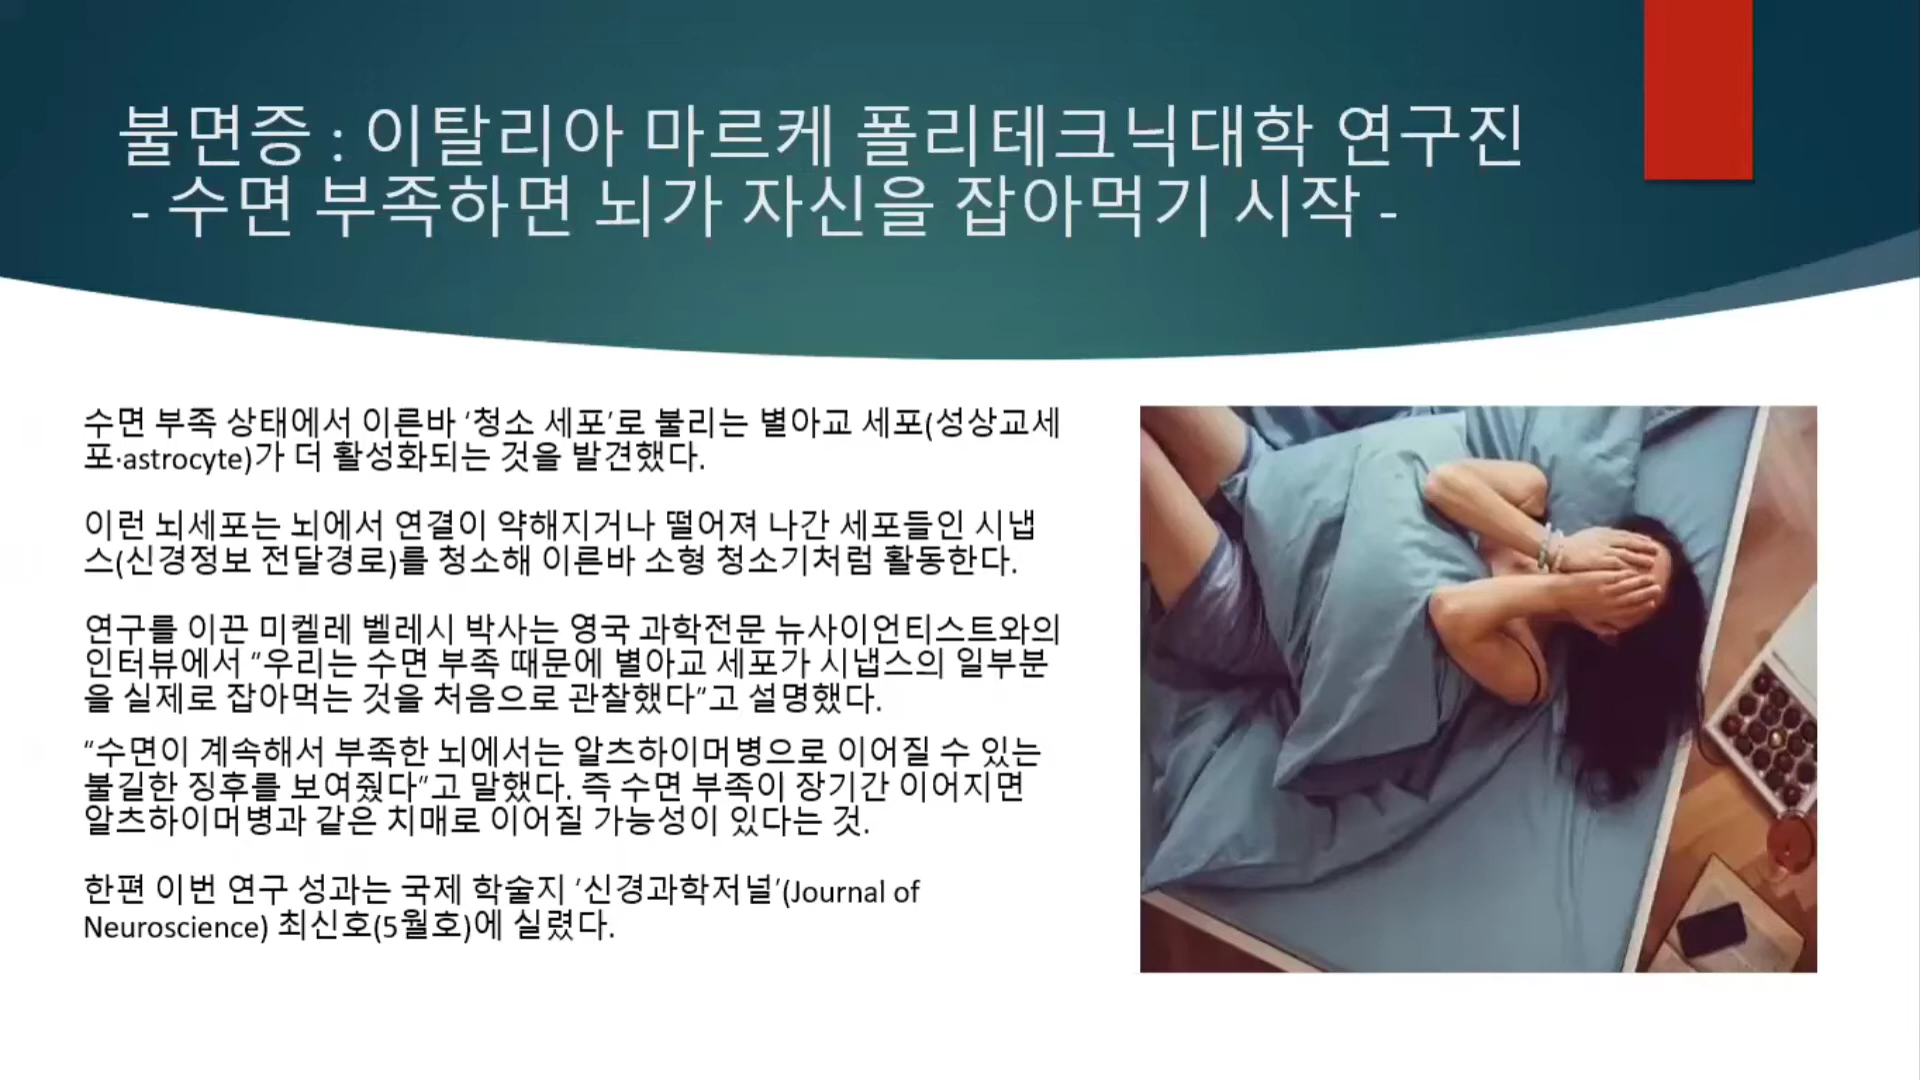 불면증 : 이탈리아 마르케 폴리테크닉대학 연구진
- 수면 부족하면 뇌가 자신을 잡아먹기 시작 -
수면 부족 상태에서 이른바 ‘청소 세포’로 불리는 별아교 세포(성상교세
포·astrocyte)가 더 활성화되는 것을 발견했다.
이런 뇌세포는 뇌에서 연결이 약해지거나 떨어져 나간 세포들인 시냅
스(신경정보 전달경로)를 청소해 이른바 소형 청소기처럼 활동한다.
연구를 이끈 미켈레 벨레시 박사는 영국 과학전문 뉴사이언티스트와의
인터뷰에서 “우리는 수면 부족 때문에 별아교 세포가 시냅스의 일부분
을 실제로 잡아먹는 것을 처음으로 관찰했다”고 설명했다.
“수면이 계속해서 부족한 뇌에서는 알츠하이머병으로 이어질 수 있는
불길한 징후를 보여줬다”고 말했다. 즉 수면 부족이 장기간 이어지면
알츠하이머병과 같은 치매로 이어질 가능성이 있다는 것.
한편 이번 연구 성과는 국제 학술지 ‘신경과학저널’(Journal of
Neuroscience) 최신호(5월호)에 실렸다.